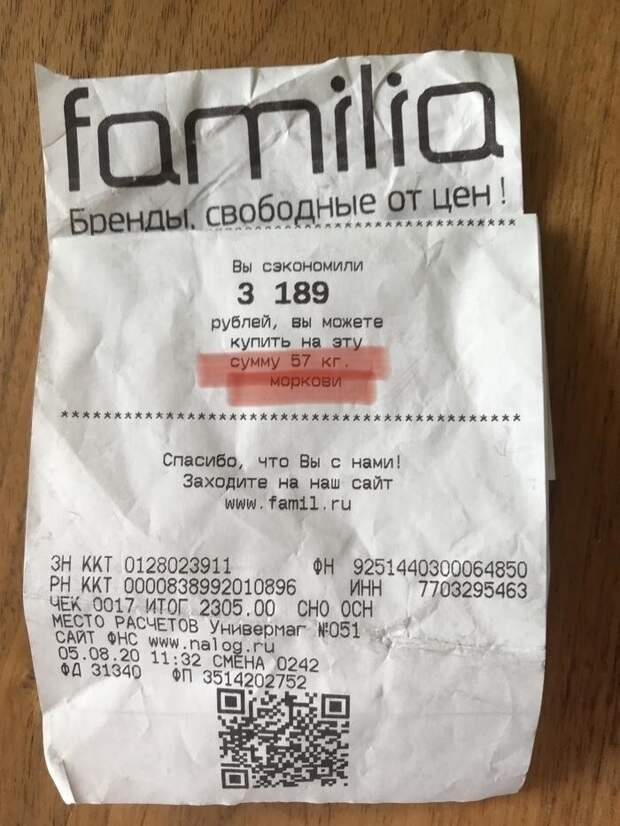 familia
Бренды, свободные от цен!
****************************************
Вы сэкономили
3 189
рублей, вы можете
купить на эту
сумму 57 кг.
моркови
****************************************
Спасибо, что Вы с нами!
Заходите на наш сайт
www.famil.ru
ЗН ККТ 0128023911 ФН 9251440300064850
РН ККТ 0000838992010896 ИНН 7703295463
ЧЕК 0017 ИТОГ 2305.00 СНО ОСН
МЕСТО РАСЧЕТОВ Универмаг №051
САЙТ ФНС www.nalog.ru
05.08.20 11:32 СМЕНА 0242
ФД 31340 ФП 3514202752